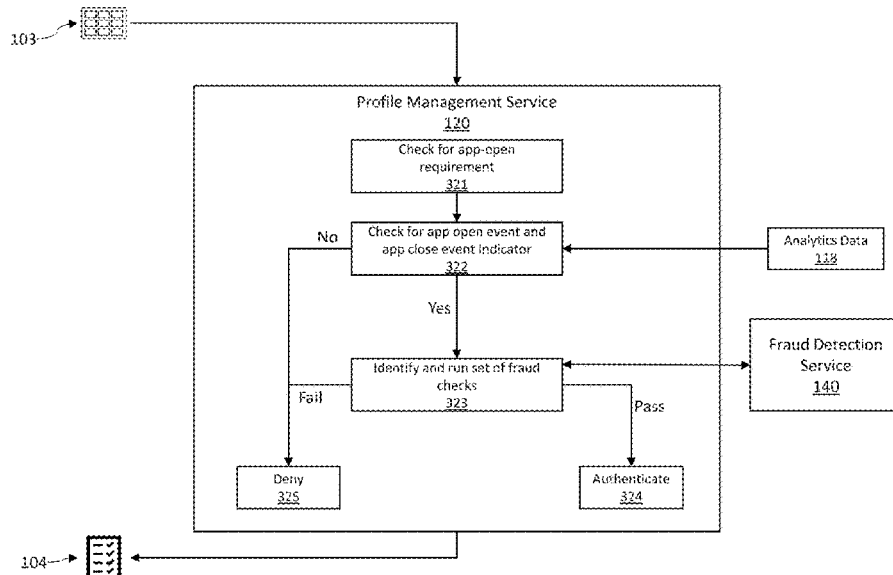 103
Profile Management Service
120
Check for app-open
requirement
321
No
Check for app open event and
app close event indicator
322
Analytics Data
118
Yes
Fraud Detection
Service
140
Identify and run set of fraud
checks
323
Fail
Pass
Deny
325
Authenticate
324
104